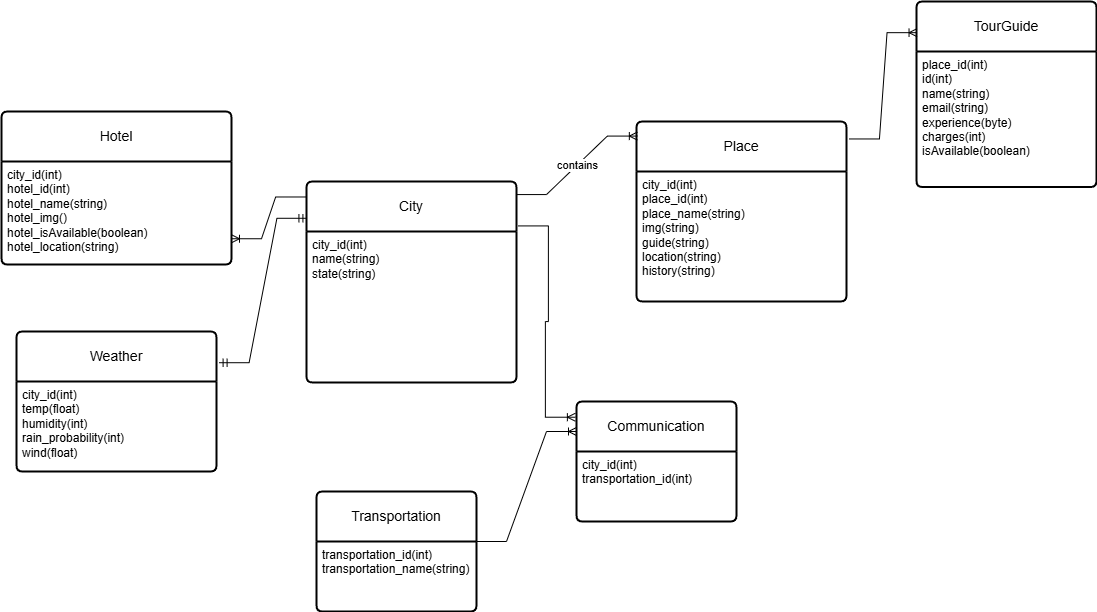 TourGuide
place_id(int)
id(int)
name(string)
email(string)
experience(byte)
charges(int)
isAvailable(boolean)
Hotel
city_id(int)
hotel_id(int)
hotel_name(string)
hotel_img()
hotel_isAvailable(boolean)
hotel_location(string)
contains
Place
city_id(int)
place_id(int)
place_name(string)
img(string)
guide(string)
location(string)
history(string)
City
city_id(int)
name(string)
state(string)
Weather
city_id(int)
temp(float)
humidity(int)
rain_probability(int)
wind(float)
Communication
city_id(int)
transportation_id(int)
Transportation
transportation_id(int)
transportation_name(string)